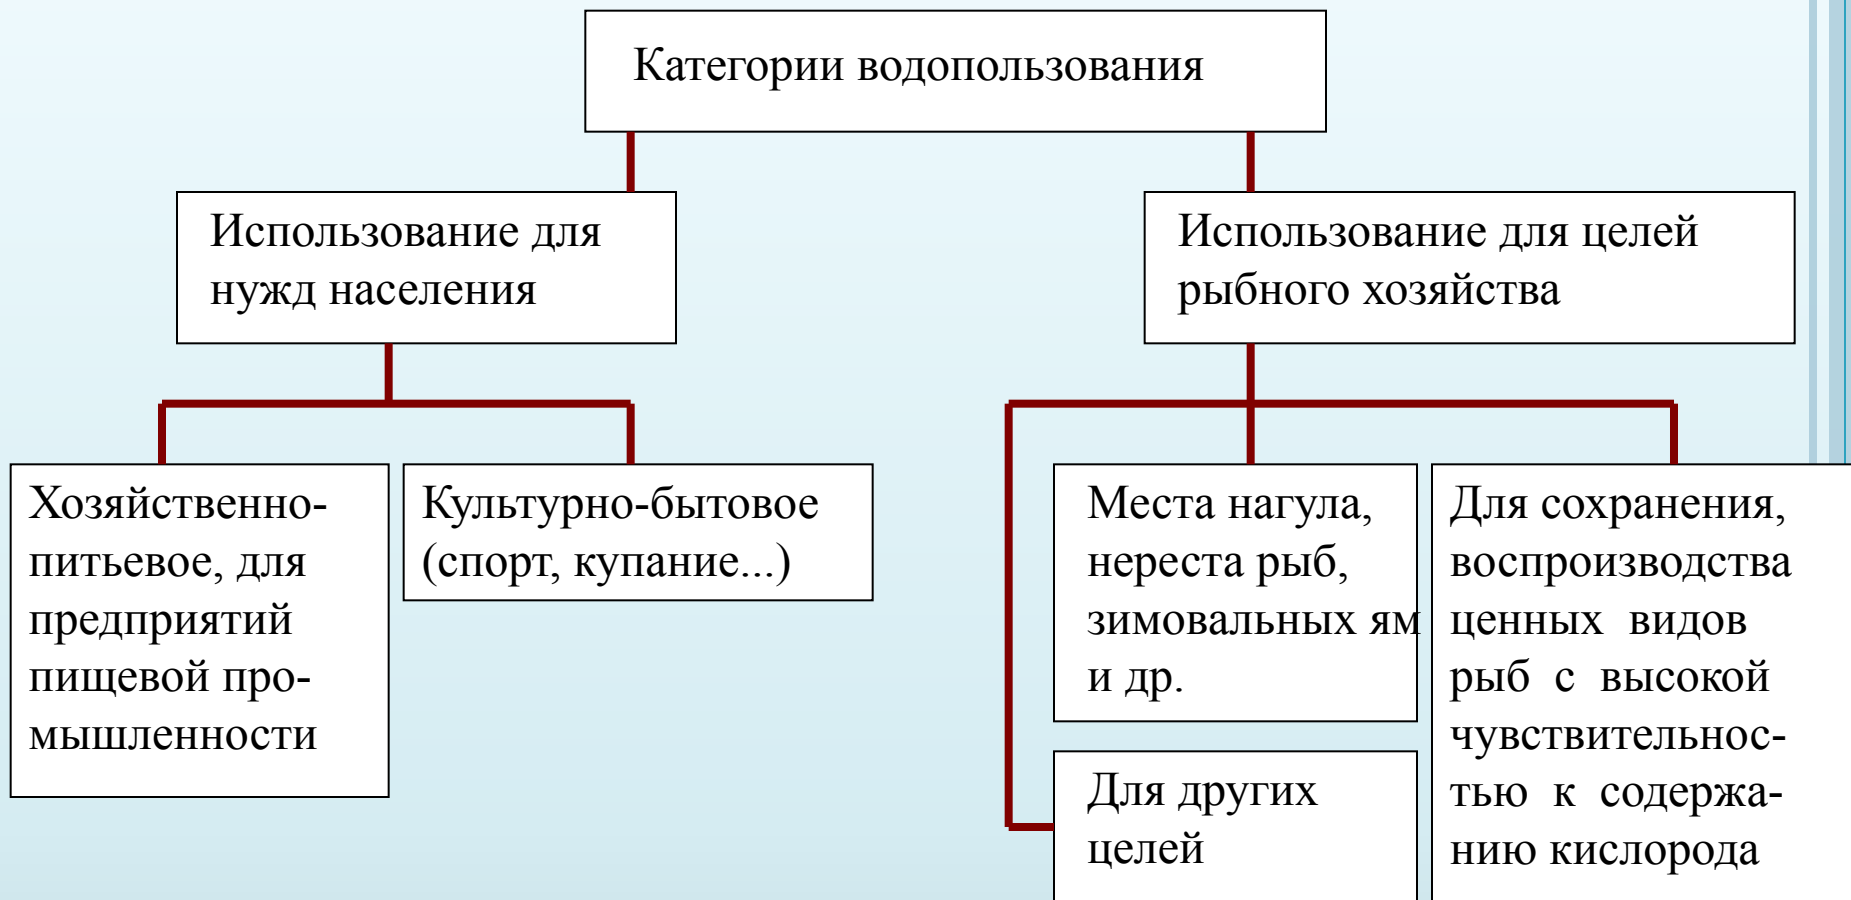 Категории водопользования
Использование для
нужд населения
Использование для целей
рыбного хозяйства
Хозяйственно-
питьевое, для
предприятий
пищевой про-
мышленности
Культурно-бытовое
(спорт, купание...)
Места нагула,
нереста рыб,
зимовальных ям
и др.
Для других
целей
Для сохранения,
воспроизводства
ценных видов
рыб с высокой
чувствительнос-
тью к содержа-
нию кислорода